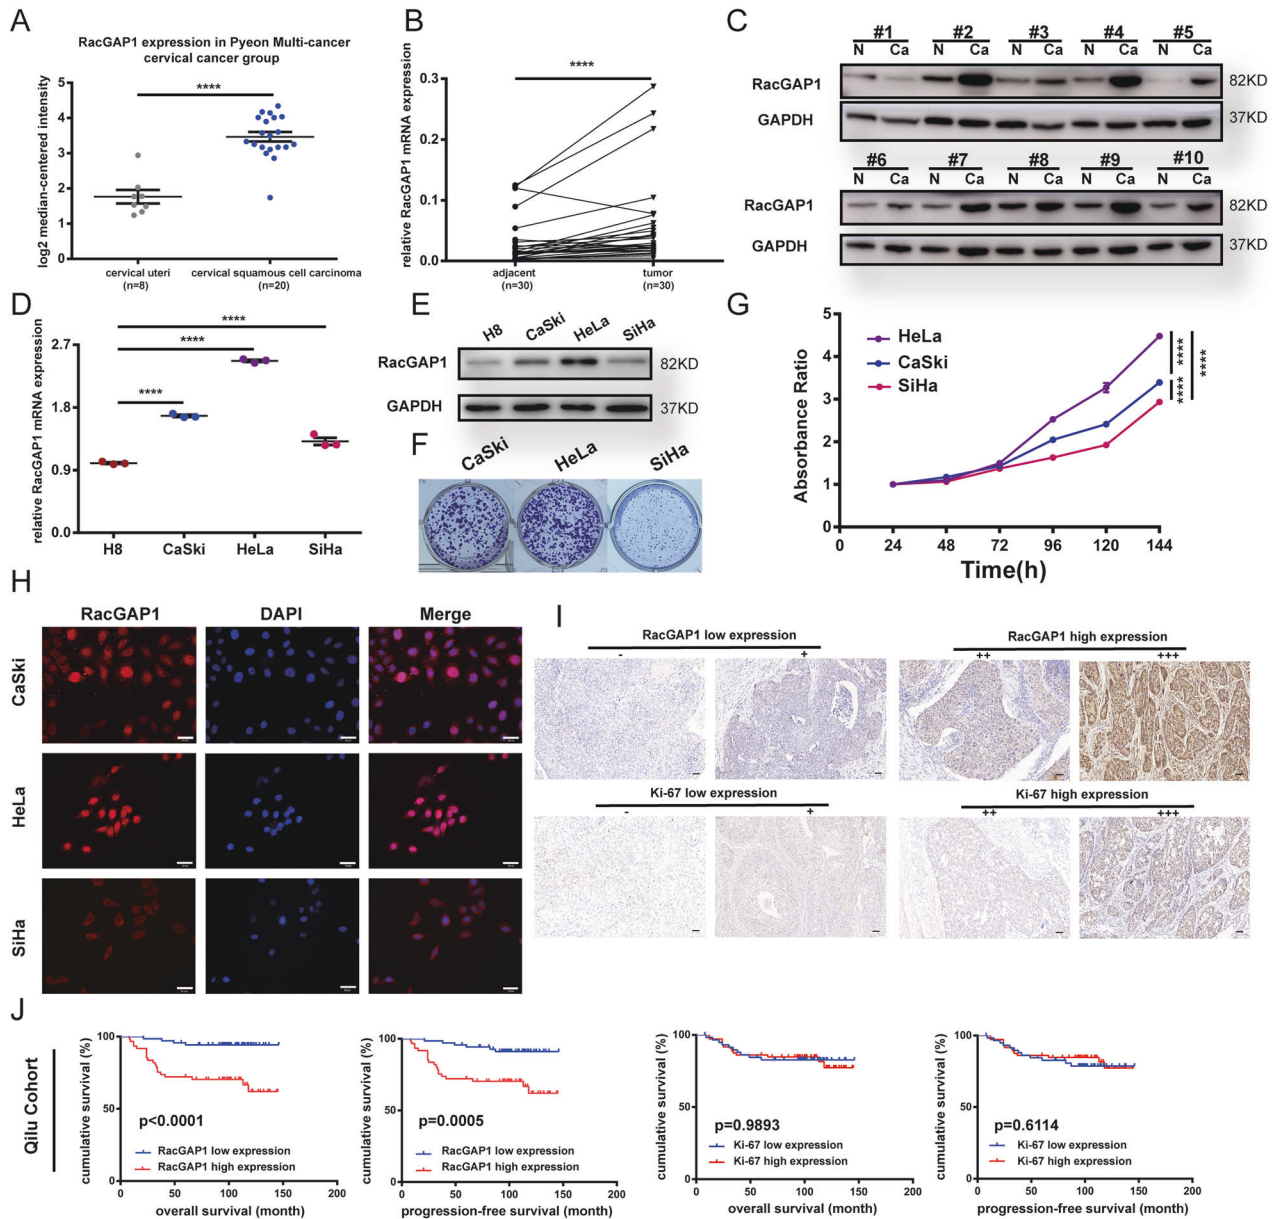 A
RacGAP1 expression in Pyeon Multi-cancer
cervical cancer group
log2 median-centered intensity
5
4
3
2
1
0
****
cervical uteri
(n=8)
cervical squamous cell carcinoma
(n=20)
B
relative RacGAP1 mRNA expression
0.3
0.2
0.1
0.0
****
adjacent
(n=30)
tumor
(n=30)
C
#1 #2 #3 #4 #5
N Ca N Ca N Ca N Ca N Ca
RacGAP1 82KD
GAPDH 37KD
#6 #7 #8 #9 #10
N Ca N Ca N Ca N Ca N Ca
RacGAP1 82KD
GAPDH 37KD
D
relative RacGAP1 mRNA expression
2.7
1.8
0.9
0.0
****
****
****
H8 CaSki HeLa SiHa
E
H8 CaSki HeLa SiHa
RacGAP1 82KD
GAPDH 37KD
F
CaSki HeLa SiHa
G
Absorbance Ratio
5
4
3
2
1
0
HeLa
CaSki
SiHa
****
****
****
0 24 48 72 96 120 144
Time(h)
H
RacGAP1 DAPI Merge
CaSki
HeLa
SiHa
I
RacGAP1 low expression RacGAP1 high expression
- + ++ +++
Ki-67 low expression Ki-67 high expression
- + ++ +++
J
Qilu Cohort
cumulative survival (%)
100
50
0
p<0.0001
RacGAP1 low expression
RacGAP1 high expression
0 50 100 150 200
overall survival (month)
cumulative survival (%)
100
50
0
p=0.0005
RacGAP1 low expression
RacGAP1 high expression
0 50 100 150 200
progression-free survival (month)
cumulative survival (%)
100
50
0
p=0.9893
Ki-67 low expression
Ki-67 high expression
0 50 100 150 200
overall survival (month)
cumulative survival (%)
100
50
0
p=0.6114
Ki-67 low expression
Ki-67 high expression
0 50 100 150 200
progression-free survival (month)